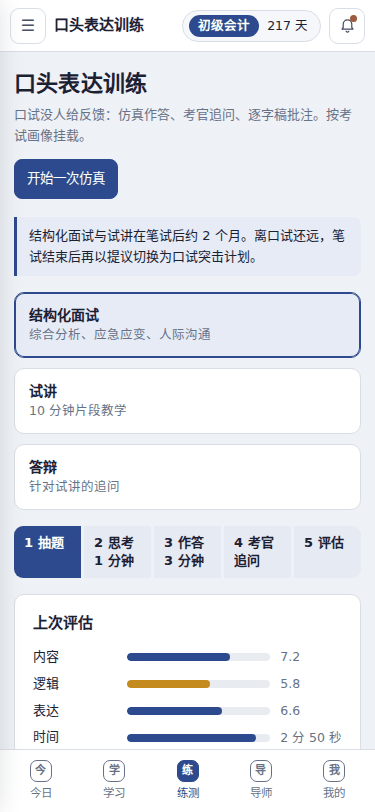 ☰ 口头表达训练 初级会计 217 天
口头表达训练
口试没人给反馈：仿真作答、考官追问、逐字稿批注。按考
试画像挂载。
开始一次仿真
结构化面试与试讲在笔试后约 2 个月。离口试还远，笔
试结束后再以提议切换为口试突击计划。
结构化面试
综合分析、应急应变、人际沟通
试讲
10 分钟片段教学
答辩
针对试讲的追问
1 抽题 2 思考 3 作答 4 考官 5 评估
1 分钟 3 分钟 追问
上次评估
内容 7.2
逻辑 5.8
表达 6.6
时间 2 分 50 秒
今 学 练 导 我
今日 学习 练测 导师 我的